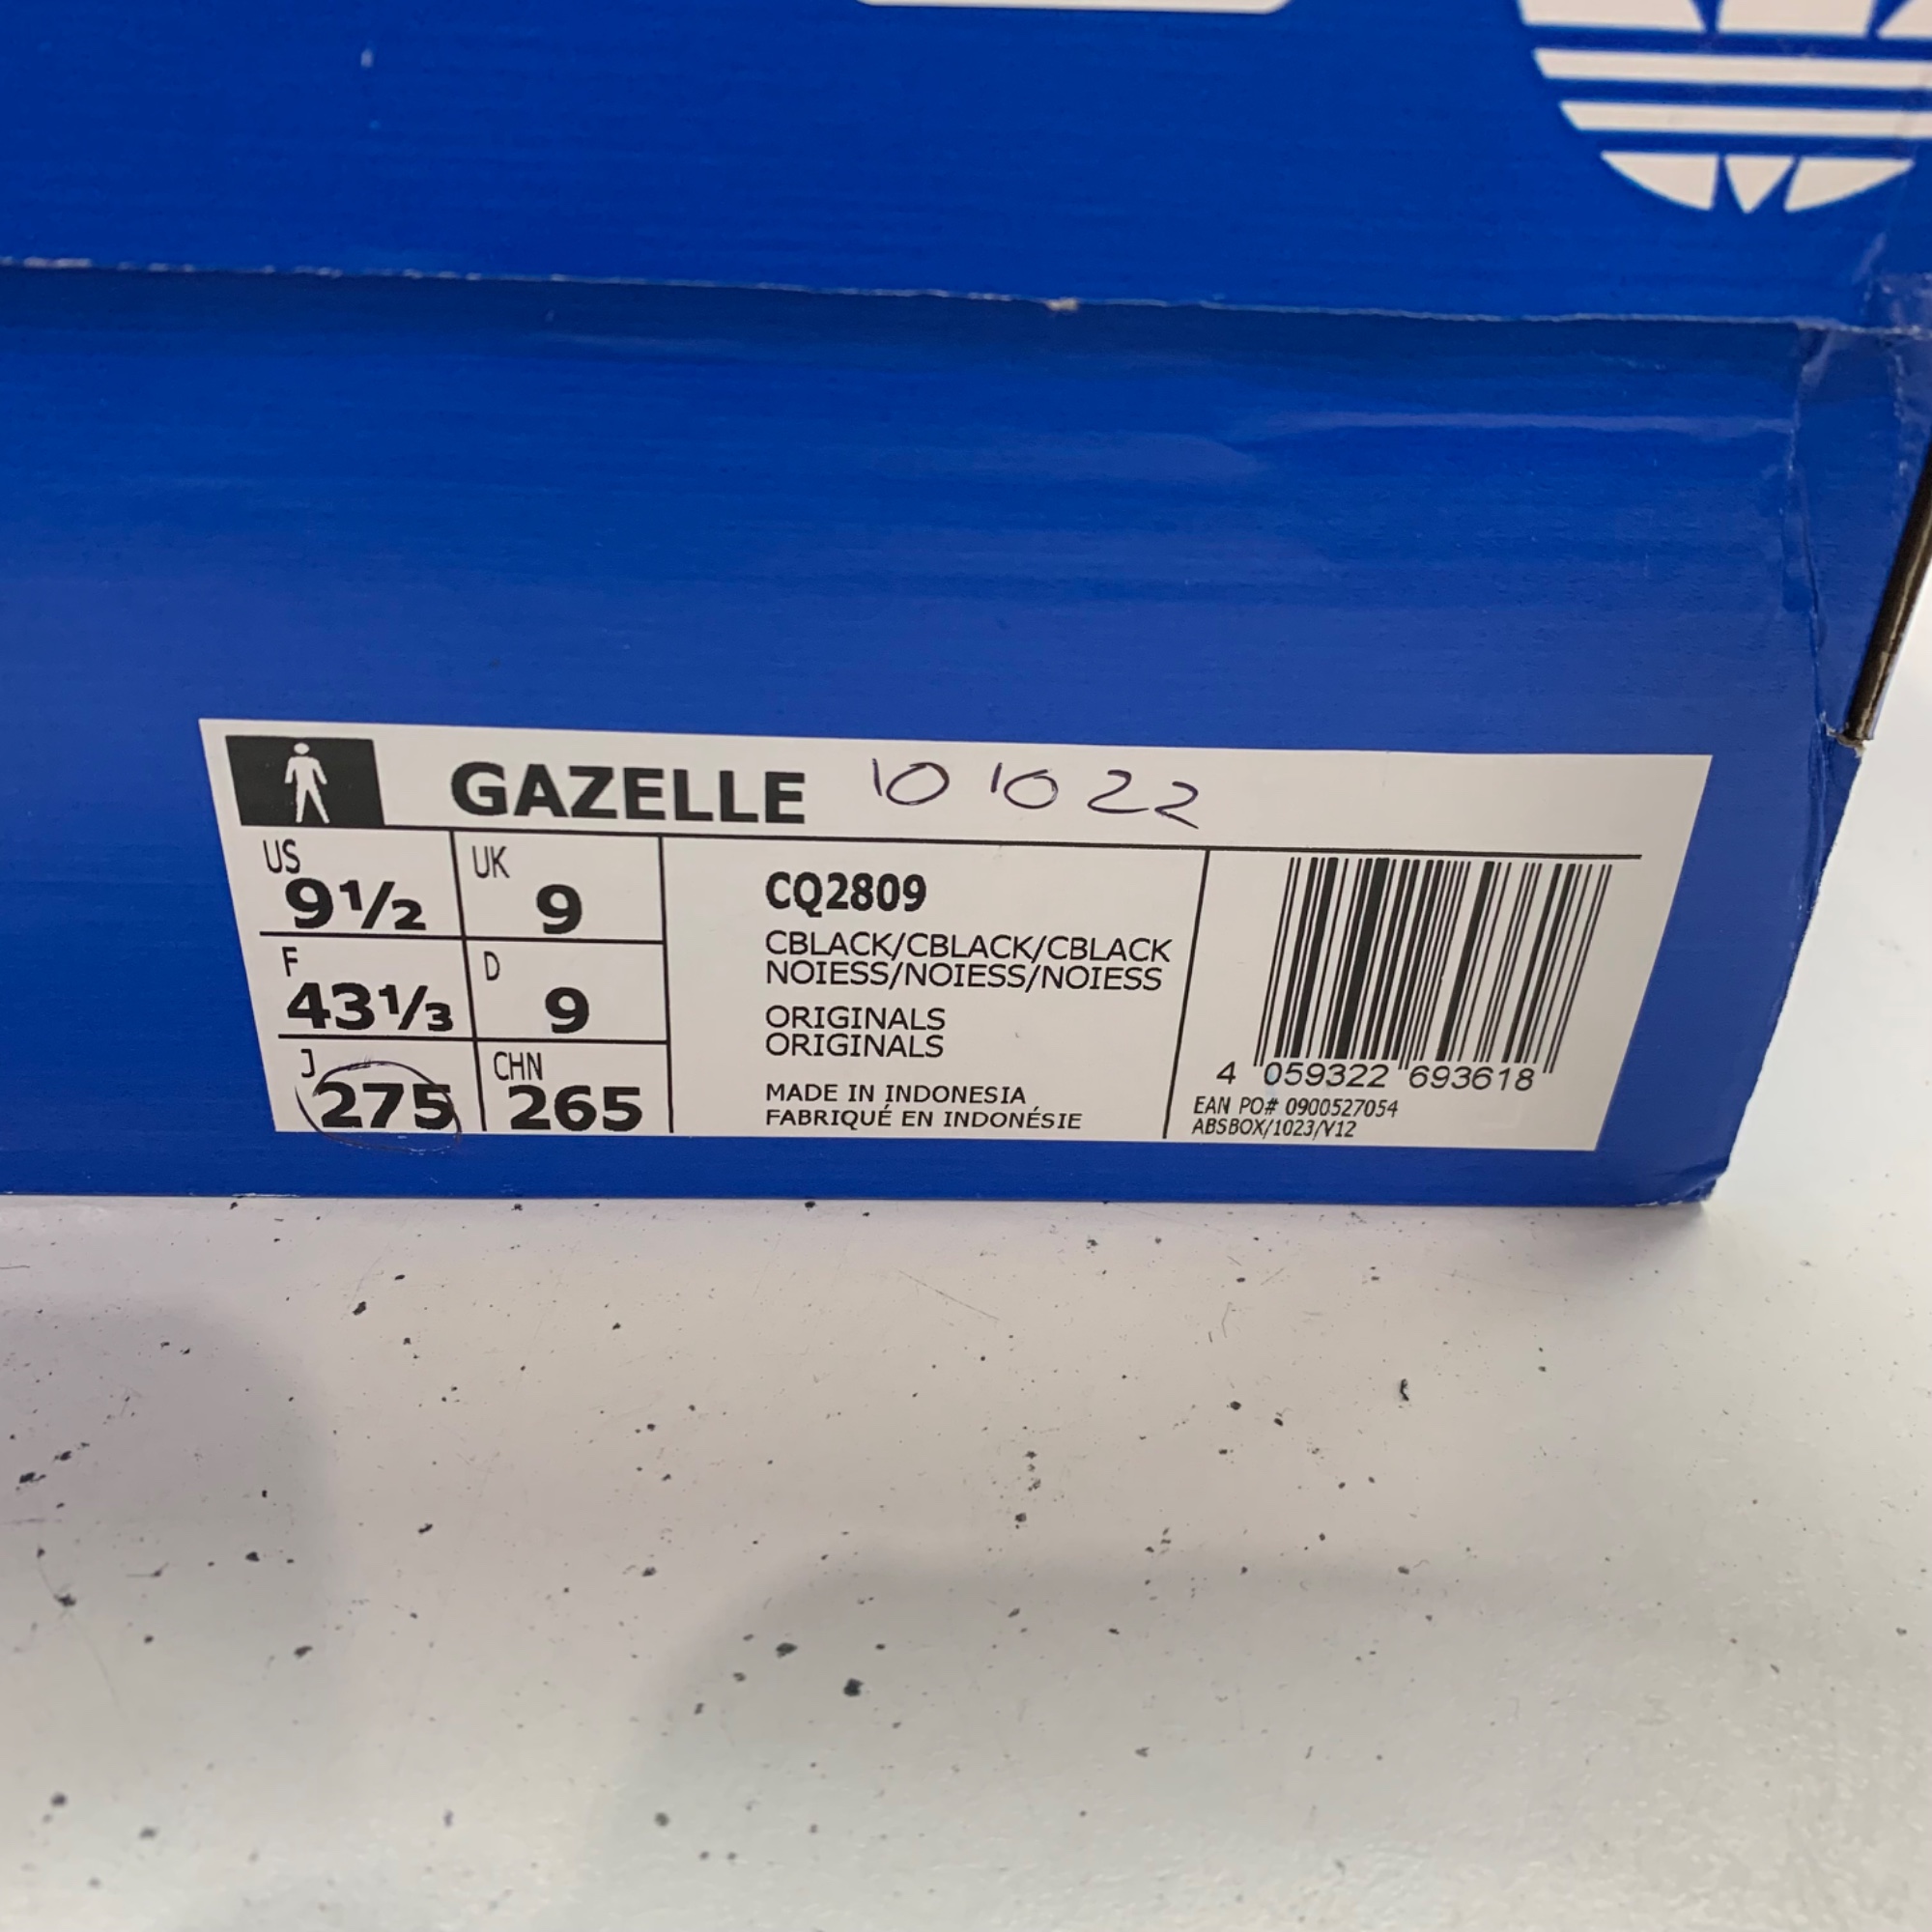 GAZELLE 10 10 22
US 9½ UK 9
F 43⅓ D 9
J 275 CHN 265
CQ2809
CBLACK/CBLACK/CBLACK
NOIESS/NOIESS/NOIESS
ORIGINALS
ORIGINALS
MADE IN INDONESIA
FABRIQUÉ EN INDONÉSIE
4 059322 693618
EAN PO# 0900527054
ABSBOX/1023/V12